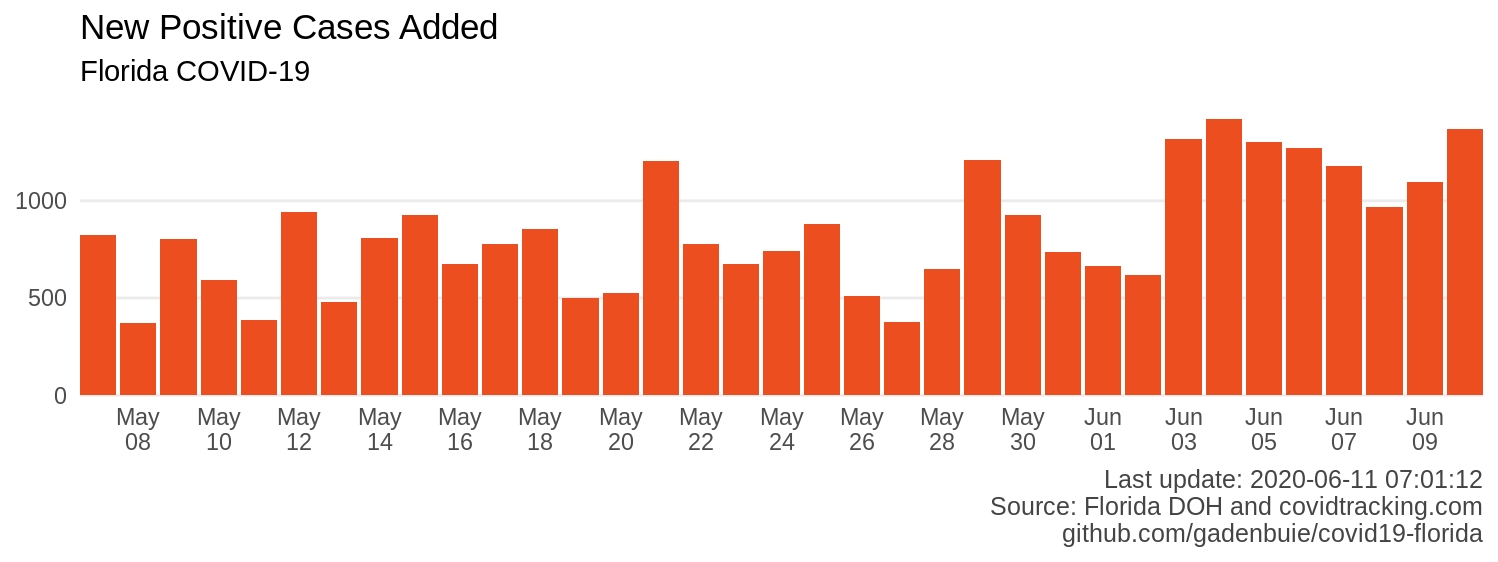 New Positive Cases Added
Florida COVID-19
1000
500
0
May May May May May May May May May May May May Jun Jun Jun Jun Jun
08 10 12 14 16 18 20 22 24 26 28 30 01 03 05 07 09
Last update: 2020-06-11 07:01:12
Source: Florida DOH and covidtracking.com
github.com/gadenbuie/covid19-florida